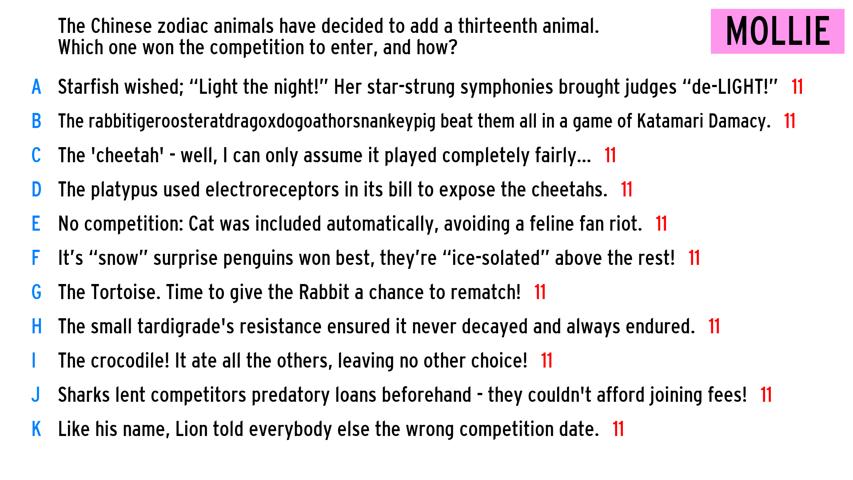 The Chinese zodiac animals have decided to add a thirteenth animal.
Which one won the competition to enter, and how?
MOLLIE
A Starfish wished; “Light the night!” Her star-strung symphonies brought judges “de-LIGHT!” 11
B The rabbitigeroosteratdragoxdogoathorsnankeypig beat them all in a game of Katamari Damacy. 11
C The 'cheetah' - well, I can only assume it played completely fairly... 11
D The platypus used electroreceptors in its bill to expose the cheetahs. 11
E No competition: Cat was included automatically, avoiding a feline fan riot. 11
F It’s “snow” surprise penguins won best, they’re “ice-solated” above the rest! 11
G The Tortoise. Time to give the Rabbit a chance to rematch! 11
H The small tardigrade's resistance ensured it never decayed and always endured. 11
I The crocodile! It ate all the others, leaving no other choice! 11
J Sharks lent competitors predatory loans beforehand - they couldn't afford joining fees! 11
K Like his name, Lion told everybody else the wrong competition date. 11